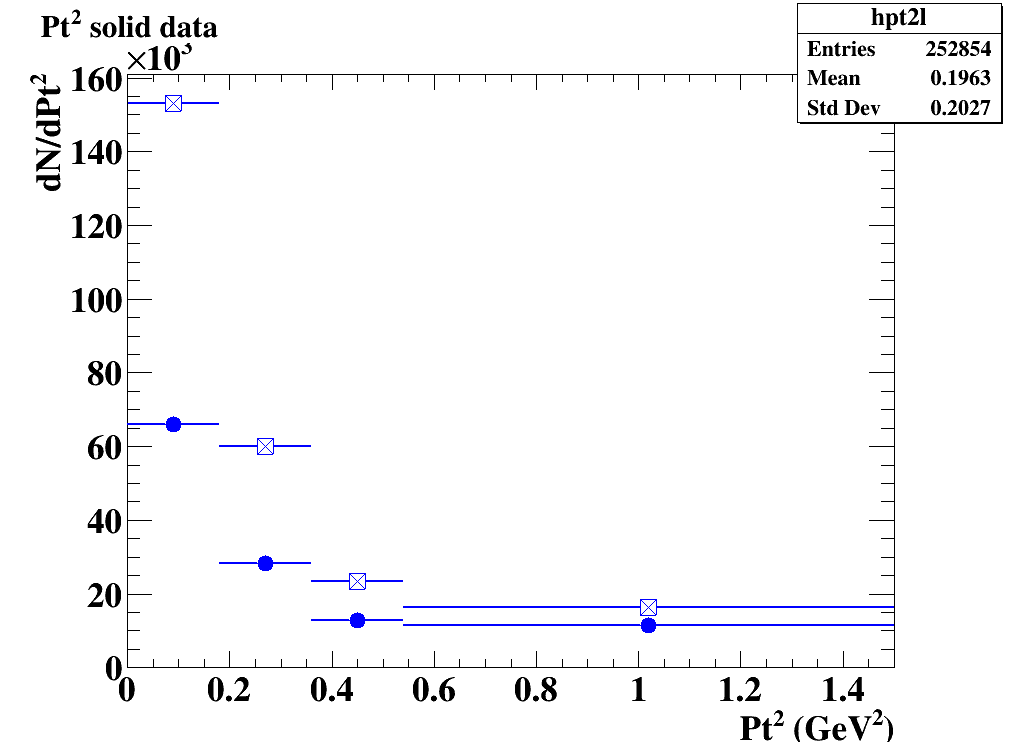 Pt² solid data
×10³
hpt2l
Entries 252854
Mean 0.1963
Std Dev 0.2027
dN/dPt²
160
140
120
100
80
60
40
20
0
0 0.2 0.4 0.6 0.8 1 1.2 1.4
Pt² (GeV²)